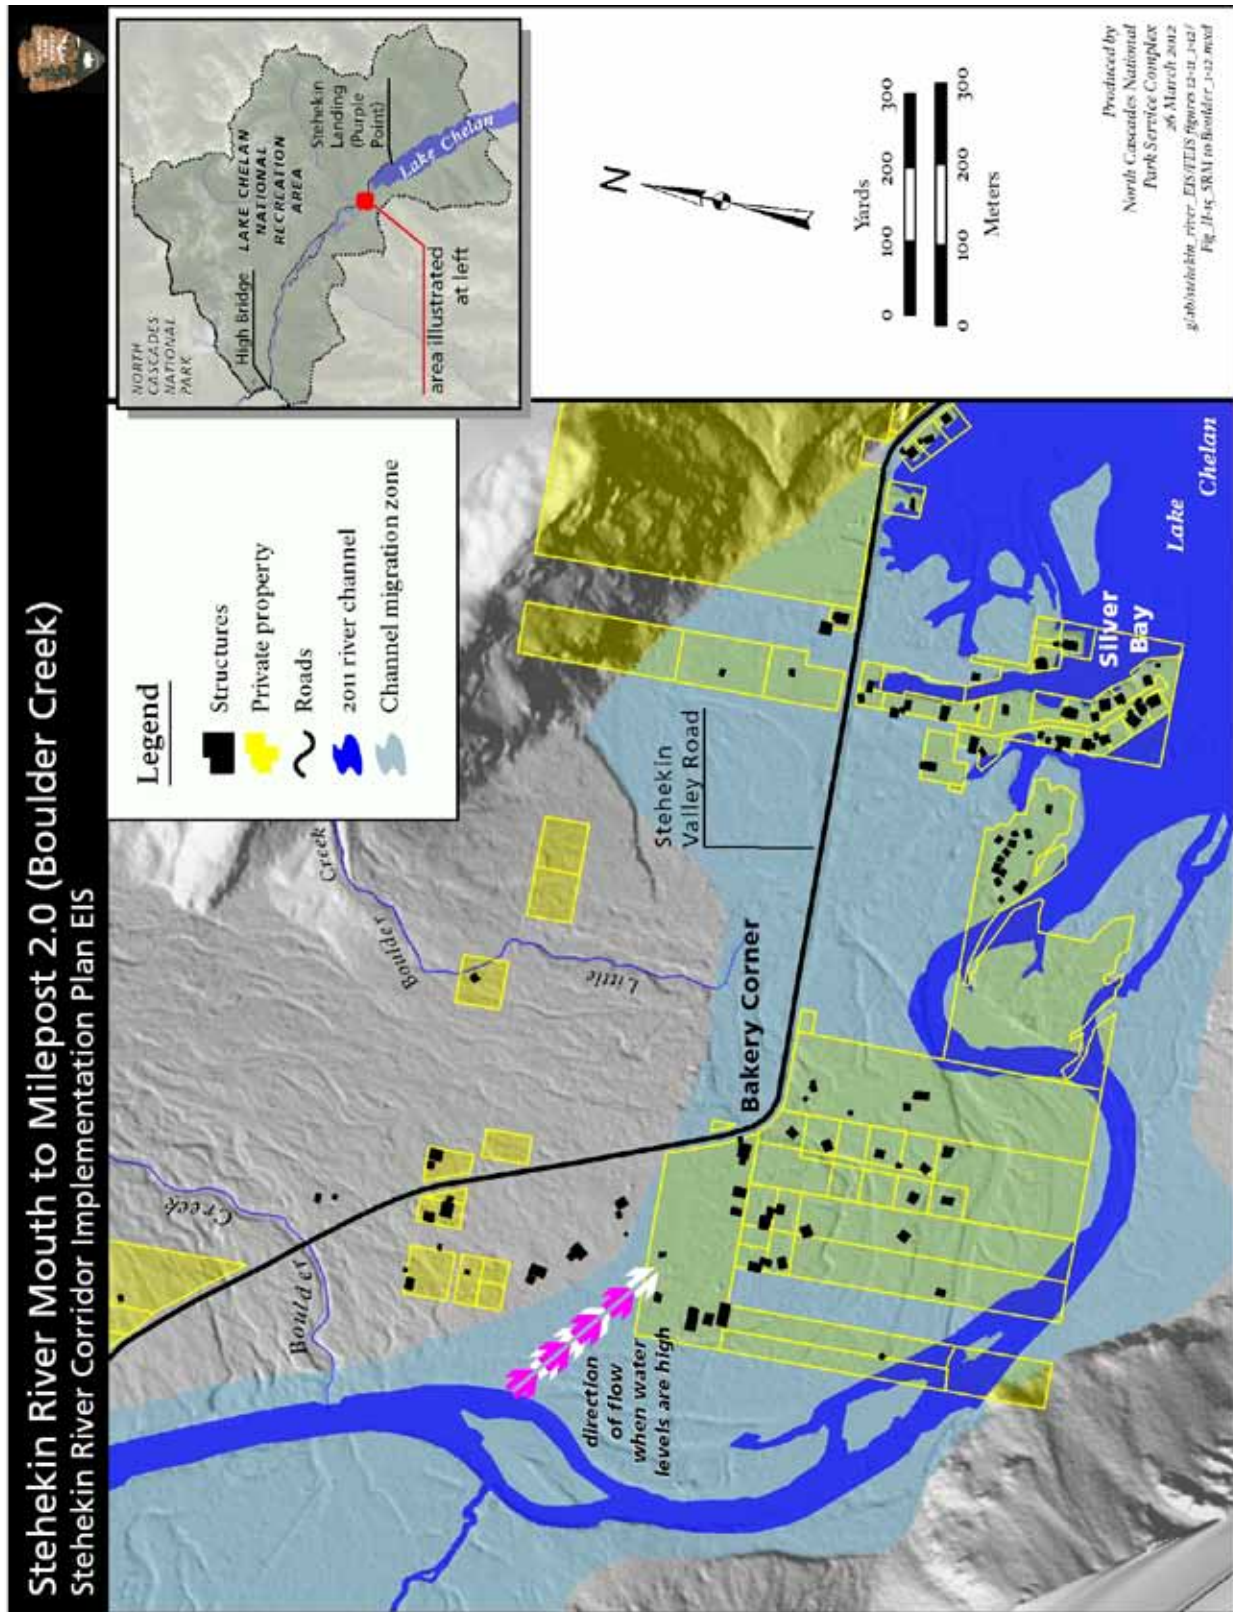 Stehekin River Mouth to Milepost 2.0 (Boulder Creek)
Stehekin River Corridor Implementation Plan EIS
Legend
Structures
Private property
Roads
2011 river channel
Channel migration zone
NORTH
CASCADES
NATIONAL
PARK
High Bridge
LAKE CHELAN
NATIONAL
RECREATION
AREA
Stehekin
Landing
(Purple
Point)
Lake Chelan
area illustrated
at left
Boulder
Creek
Little
Boulder
Creek
direction
of flow
when water
levels are high
Bakery Corner
Stehekin
Valley Road
Silver
Bay
Lake
Chelan
N
Yards
0 100 200 300
0 100 200 300
Meters
Produced by
North Cascades National
Park Service Complex
26 March 2012